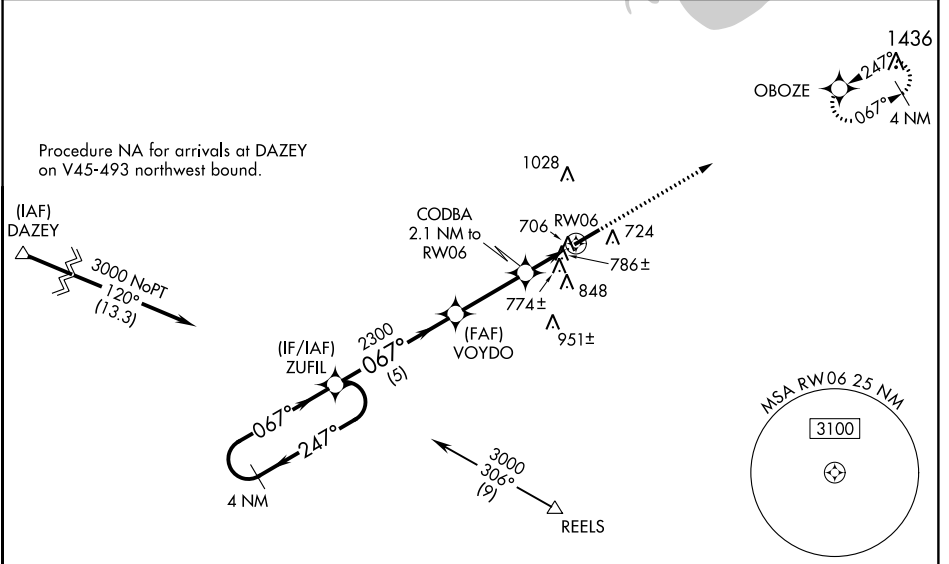 1436
247°
OBOZE
067°
4 NM
Procedure NA for arrivals at DAZEY
on V45-493 northwest bound.
1028
(IAF)
DAZEY
CODBA
2.1 NM to
RW06
706
RW06
724
786±
3000 NoPT
120°
(13.3)
774±
848
951±
(FAF)
VOYDO
2300
067°
(5)
(IF/IAF)
ZUFIL
067°
247°
4 NM
3000
306°
(9)
REELS
MSA RW06 25 NM
3100